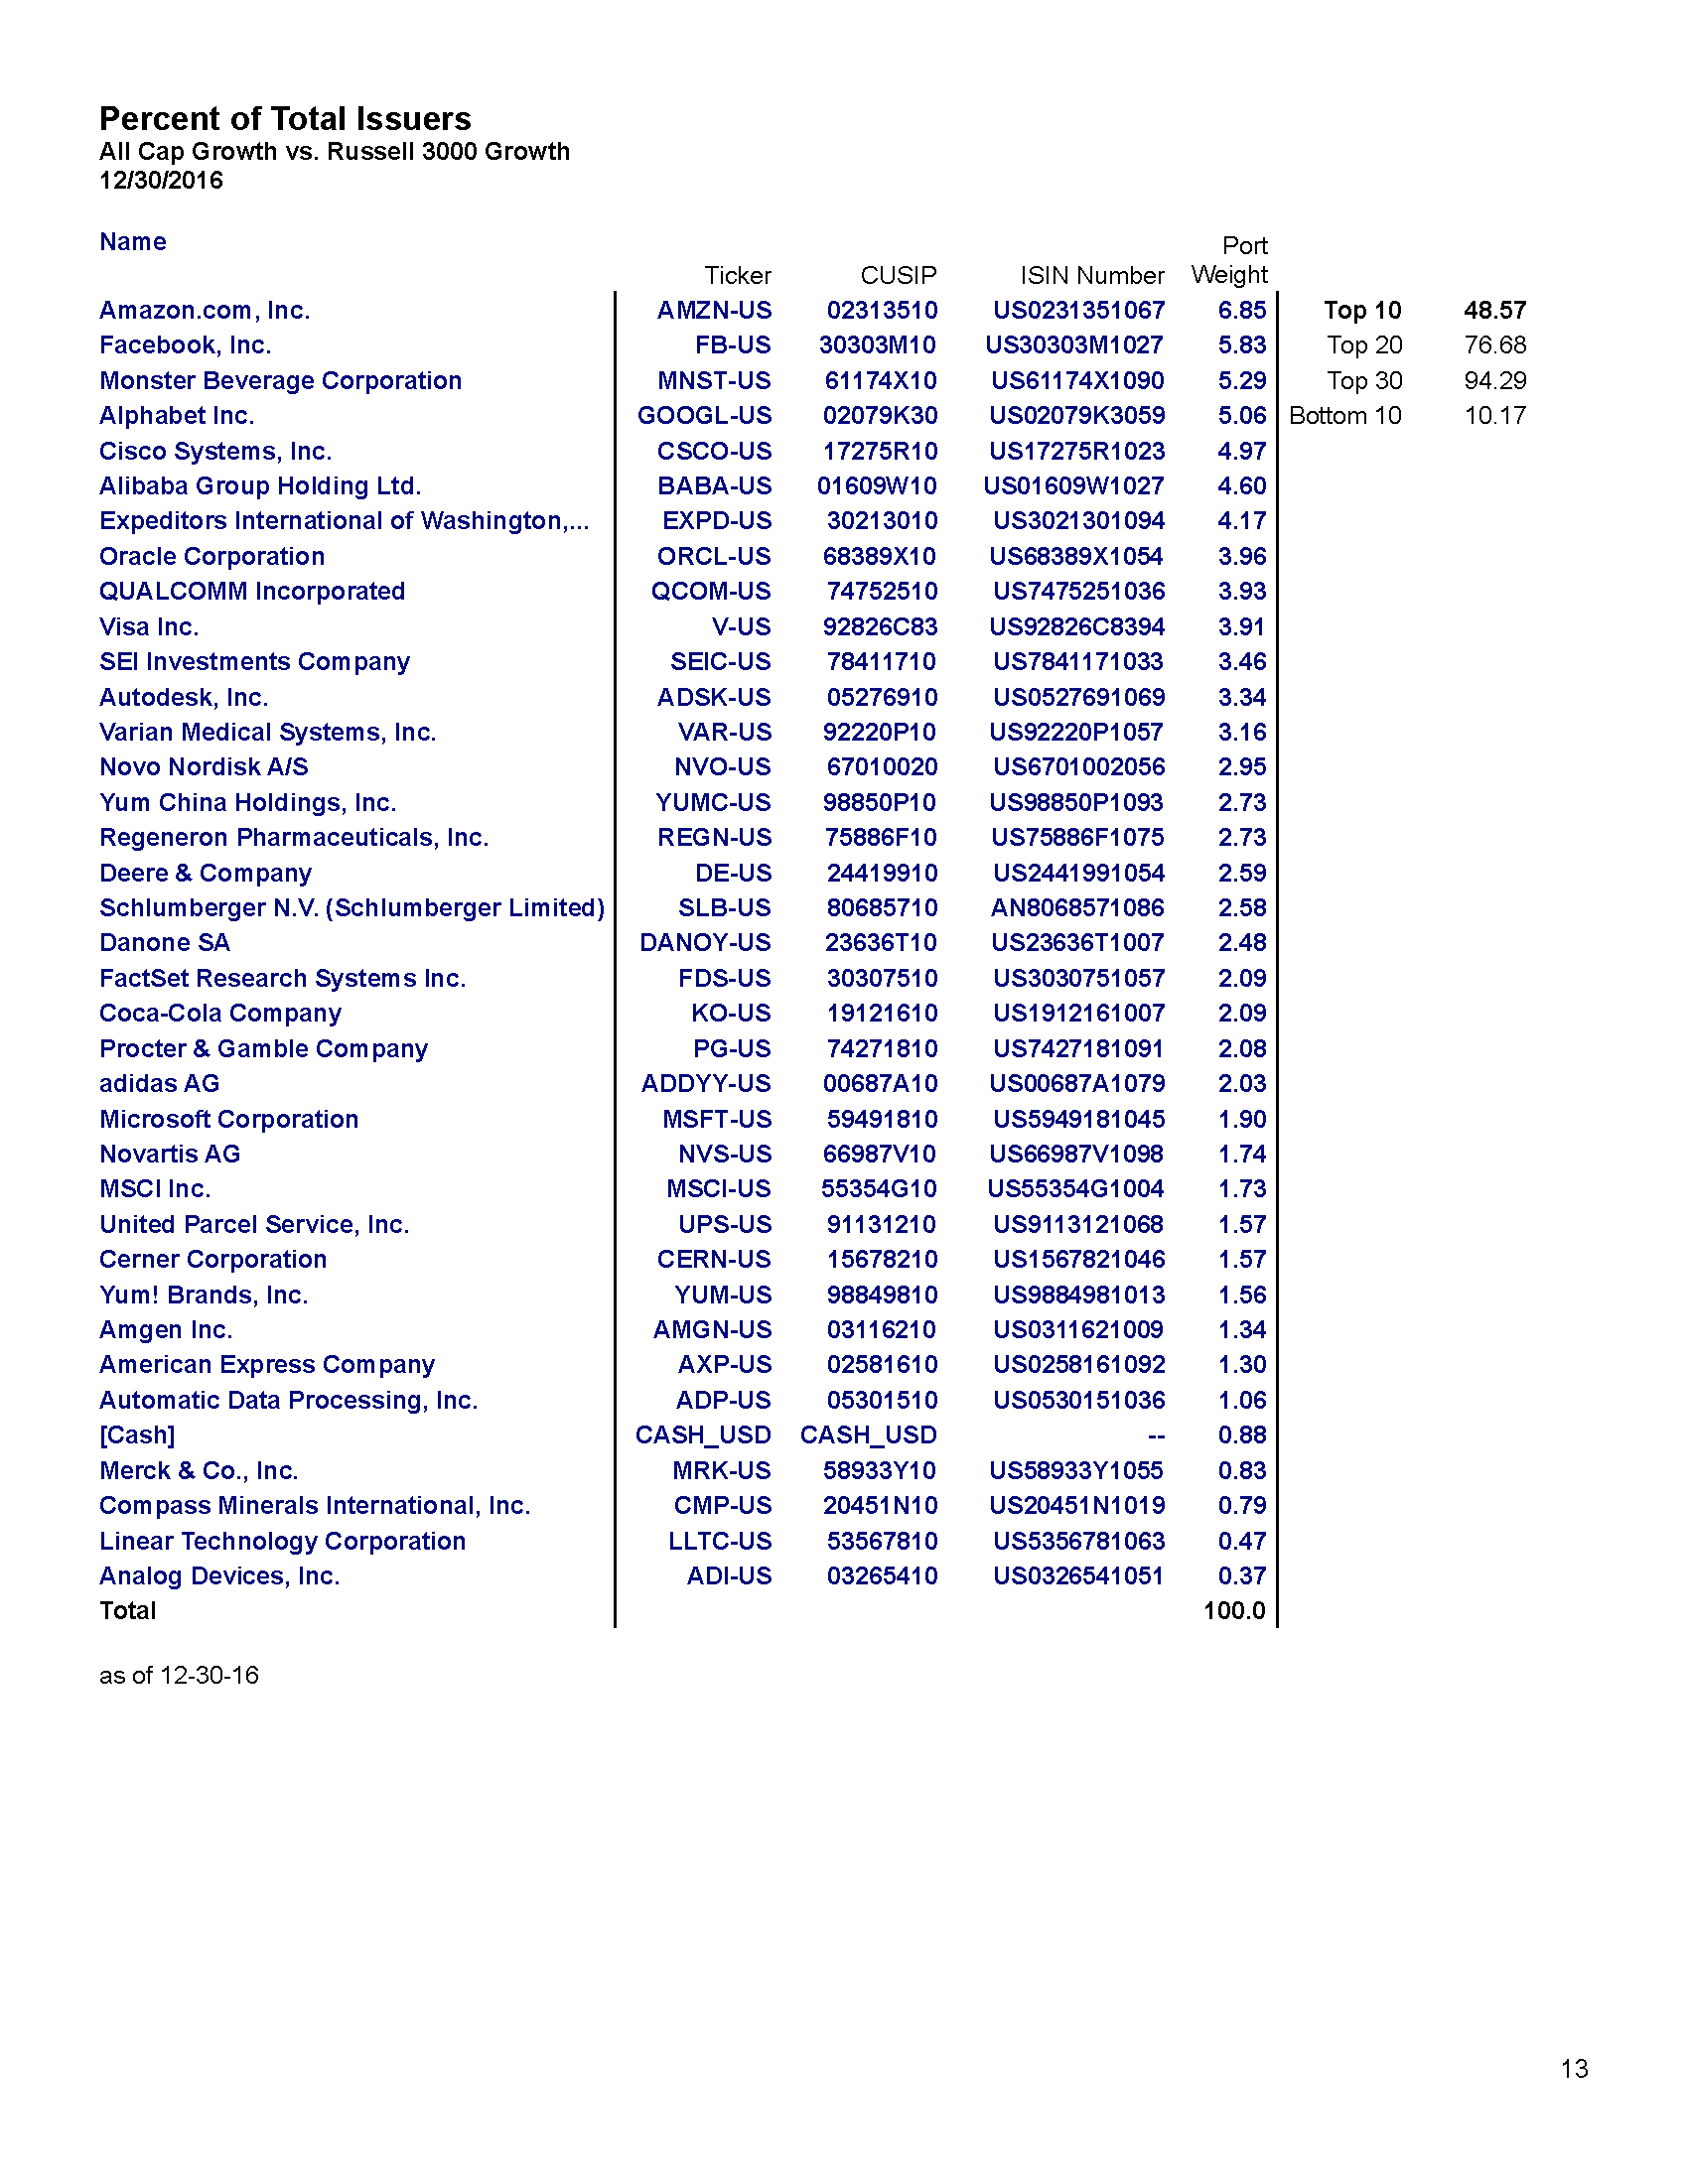 Percent of Total Issuers
All Cap Growth vs. Russell 3000 Growth
12/30/2016
Name Ticker CUSIP ISIN Number Port Weight
Amazon.com, Inc. AMZN-US 02313510 US0231351067 6.85 Top 10 48.57
Facebook, Inc. FB-US 30303M10 US30303M1027 5.83 Top 20 76.68
Monster Beverage Corporation MNST-US 61174X10 US61174X1090 5.29 Top 30 94.29
Alphabet Inc. GOOGL-US 02079K30 US02079K3059 5.06 Bottom 10 10.17
Cisco Systems, Inc. CSCO-US 17275R10 US17275R1023 4.97
Alibaba Group Holding Ltd. BABA-US 01609W10 US01609W1027 4.60
Expeditors International of Washington,... EXPD-US 30213010 US3021301094 4.17
Oracle Corporation ORCL-US 68389X10 US68389X1054 3.96
QUALCOMM Incorporated QCOM-US 74752510 US7475251036 3.93
Visa Inc. V-US 92826C83 US92826C8394 3.91
SEI Investments Company SEIC-US 78411710 US7841171033 3.46
Autodesk, Inc. ADSK-US 05276910 US0527691069 3.34
Varian Medical Systems, Inc. VAR-US 92220P10 US92220P1057 3.16
Novo Nordisk A/S NVO-US 67010020 US6701002056 2.95
Yum China Holdings, Inc. YUMC-US 98850P10 US98850P1093 2.73
Regeneron Pharmaceuticals, Inc. REGN-US 75886F10 US75886F1075 2.73
Deere & Company DE-US 24419910 US2441991054 2.59
Schlumberger N.V. (Schlumberger Limited) SLB-US 80685710 AN8068571086 2.58
Danone SA DANOY-US 23636T10 US23636T1007 2.48
FactSet Research Systems Inc. FDS-US 30307510 US3030751057 2.09
Coca-Cola Company KO-US 19121610 US1912161007 2.09
Procter & Gamble Company PG-US 74271810 US7427181091 2.08
adidas AG ADDYY-US 00687A10 US00687A1079 2.03
Microsoft Corporation MSFT-US 59491810 US5949181045 1.90
Novartis AG NVS-US 66987V10 US66987V1098 1.74
MSCI Inc. MSCI-US 55354G10 US55354G1004 1.73
United Parcel Service, Inc. UPS-US 91131210 US9113121068 1.57
Cerner Corporation CERN-US 15678210 US1567821046 1.57
Yum! Brands, Inc. YUM-US 98849810 US9884981013 1.56
Amgen Inc. AMGN-US 03116210 US0311621009 1.34
American Express Company AXP-US 02581610 US0258161092 1.30
Automatic Data Processing, Inc. ADP-US 05301510 US0530151036 1.06
[Cash] CASH_USD CASH_USD -- 0.88
Merck & Co., Inc. MRK-US 58933Y10 US58933Y1055 0.83
Compass Minerals International, Inc. CMP-US 20451N10 US20451N1019 0.79
Linear Technology Corporation LLTC-US 53567810 US5356781063 0.47
Analog Devices, Inc. ADI-US 03265410 US0326541051 0.37
Total 100.0
as of 12-30-16
13